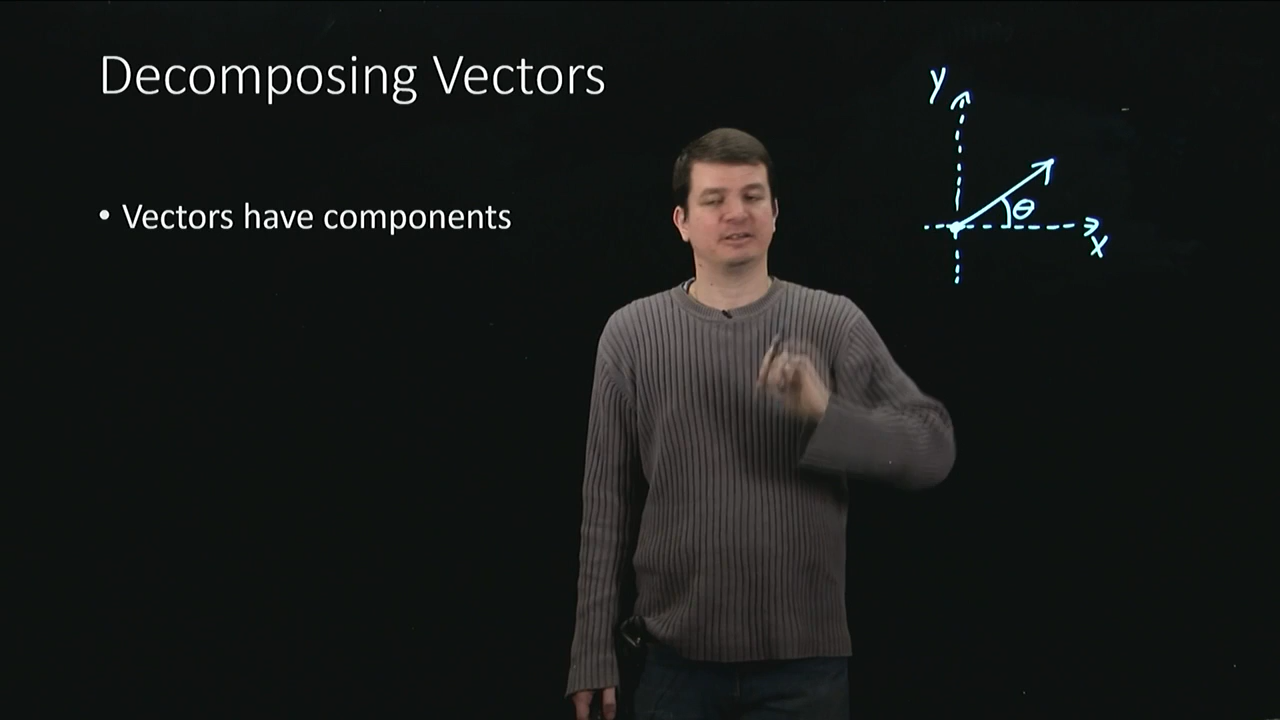 Decomposing Vectors
• Vectors have components
y
θ
x